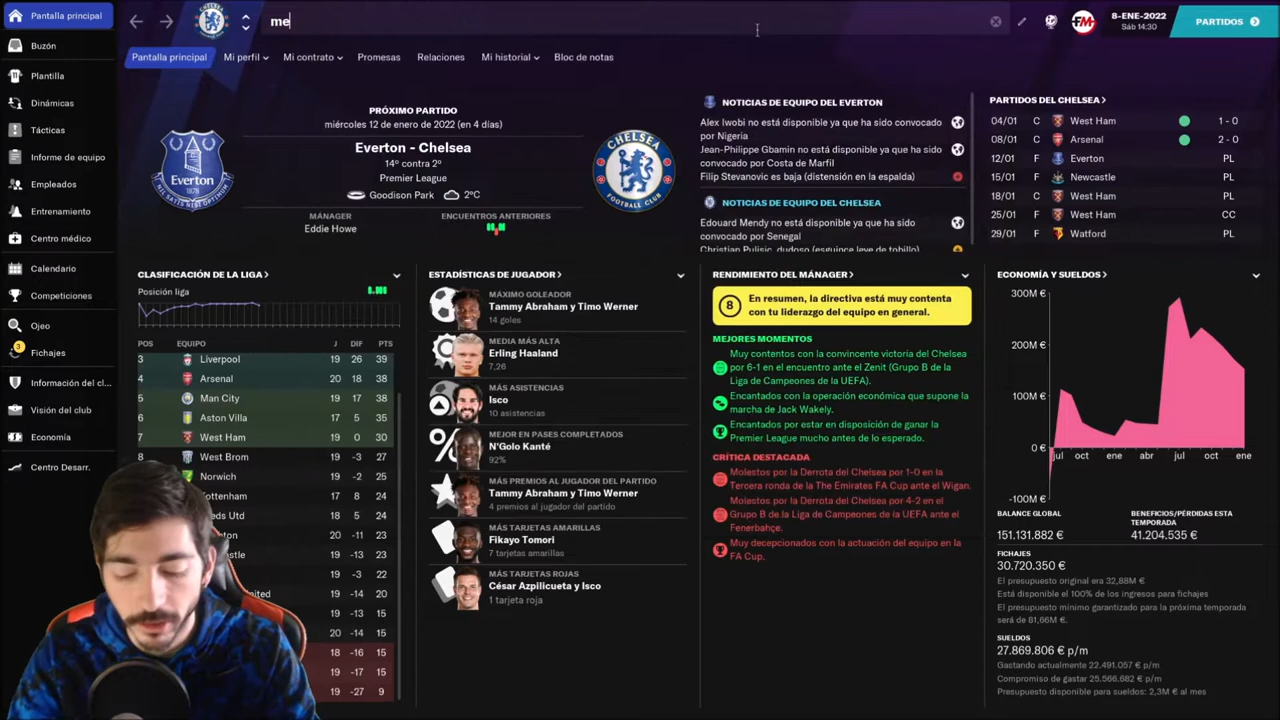 Pantalla principal
me
8-ENE-2022
Sáb 14:30
PARTIDOS
Buzón
Plantilla
Dinámicas
Tácticas
Informe de equipo
Empleados
Entrenamiento
Centro médico
Calendario
Competiciones
Ojeo
3
Fichajes
Información del cl...
Visión del club
Economía
Centro Desarr.
Pantalla principal
Mi perfil
Mi contrato
Promesas
Relaciones
Mi historial
Bloc de notas
PRÓXIMO PARTIDO
miércoles 12 de enero de 2022 (en 4 días)
Everton - Chelsea
14º contra 2º
Premier League
Goodison Park 2ºC
MÁNAGER
Eddie Howe
ENCUENTROS ANTERIORES
NOTICIAS DE EQUIPO DEL EVERTON
Alex Iwobi no está disponible ya que ha sido convocado
por Nigeria
Jean-Philippe Gbamin no está disponible ya que ha sido
convocado por Costa de Marfil
Filip Stevanovic es baja (distensión en la espalda)
NOTICIAS DE EQUIPO DEL CHELSEA
Edouard Mendy no está disponible ya que ha sido
convocado por Senegal
Christian Pulisic, dudoso (esguince leve de tobillo)
PARTIDOS DEL CHELSEA
04/01 C West Ham 1 - 0
08/01 C Arsenal 2 - 0
12/01 F Everton PL
15/01 F Newcastle PL
18/01 C West Ham PL
25/01 F West Ham CC
29/01 F Watford PL
CLASIFICACIÓN DE LA LIGA
Posición liga
POS EQUIPO J DIF PTS
3 Liverpool 19 26 39
4 Arsenal 20 18 38
5 Man City 19 17 38
6 Aston Villa 19 17 5 35
7 West Ham 19 0 30
8 West Brom 19 -3 27
Norwich 19 -2 25
ottenham 17 8 24
eds Utd 18 5 24
ton 20 -11 23
astle 19 -13 23
19 -3 22
nited 19 -14 20
19 -13 15
20 -14 15
18 -16 15
19 -17 15
19 -27 9
ESTADÍSTICAS DE JUGADOR
MÁXIMO GOLEADOR
Tammy Abraham y Timo Werner
14 goles
MEDIA MÁS ALTA
Erling Haaland
7,26
MÁS ASISTENCIAS
Isco
10 asistencias
MEJOR EN PASES COMPLETADOS
N'Golo Kanté
92%
MÁS PREMIOS AL JUGADOR DEL PARTIDO
Tammy Abraham y Timo Werner
4 premios al jugador del partido
MÁS TARJETAS AMARILLAS
Fikayo Tomori
7 tarjetas amarillas
MÁS TARJETAS ROJAS
César Azpilicueta y Isco
1 tarjeta roja
RENDIMIENTO DEL MÁNAGER
8
En resumen, la directiva está muy contenta
con tu liderazgo del equipo en general.
MEJORES MOMENTOS
Muy contentos con la convincente victoria del Chelsea
por 6-1 en el encuentro ante el Zenit (Grupo B de la
Liga de Campeones de la UEFA).
Encantados con la operación económica que supone la
marcha de Jack Wakely.
Encantados por estar en disposición de ganar la
Premier League mucho antes de lo esperado.
CRÍTICA DESTACADA
Molestos por la Derrota del Chelsea por 1-0 en la
Tercera ronda de la The Emirates FA Cup ante el Wigan.
Molestos por la Derrota del Chelsea por 4-2 en el
Grupo B de la Liga de Campeones de la UEFA ante el
Fenerbahçe.
Muy decepcionados con la actuación del equipo en la
FA Cup.
ECONOMÍA Y SUELDOS
300M €
200M €
100M €
0 €
-100M €
jul oct ene abr jul oct ene
BALANCE GLOBAL
151.131.882 €
BENEFICIOS/PÉRDIDAS ESTA
TEMPORADA
41.204.535 €
FICHAJES
30.720.350 €
El presupuesto original era 32,88M €
Está disponible el 100% de los ingresos para fichajes
El presupuesto mínimo garantizado para la próxima temporada
será de 81,66M €.
SUELDOS
27.869.806 € p/m
Gastando actualmente 22.491.057 € p/m
Compromiso de gastar 25.566.682 € p/m
Presupuesto disponible para sueldos: 2,3M € al mes